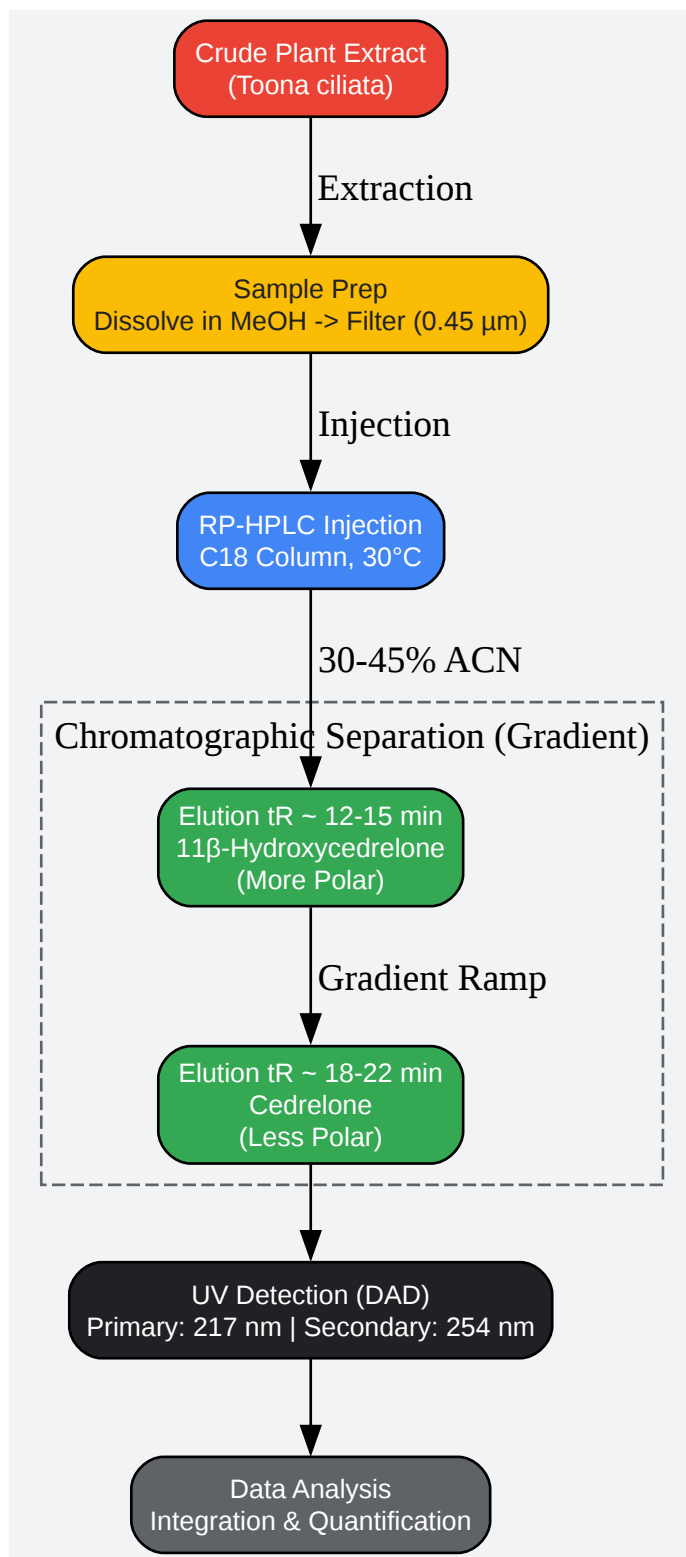 Crude Plant Extract
(Toona ciliata)
Extraction
Sample Prep
Dissolve in MeOH -> Filter (0.45 µm)
Injection
RP-HPLC Injection
C18 Column, 30°C
30-45% ACN
Chromatographic Separation (Gradient)
Elution tR ~ 12-15 min
11β-Hydroxycedrelone
(More Polar)
Gradient Ramp
Elution tR ~ 18-22 min
Cedrelone
(Less Polar)
UV Detection (DAD)
Primary: 217 nm | Secondary: 254 nm
Data Analysis
Integration & Quantification